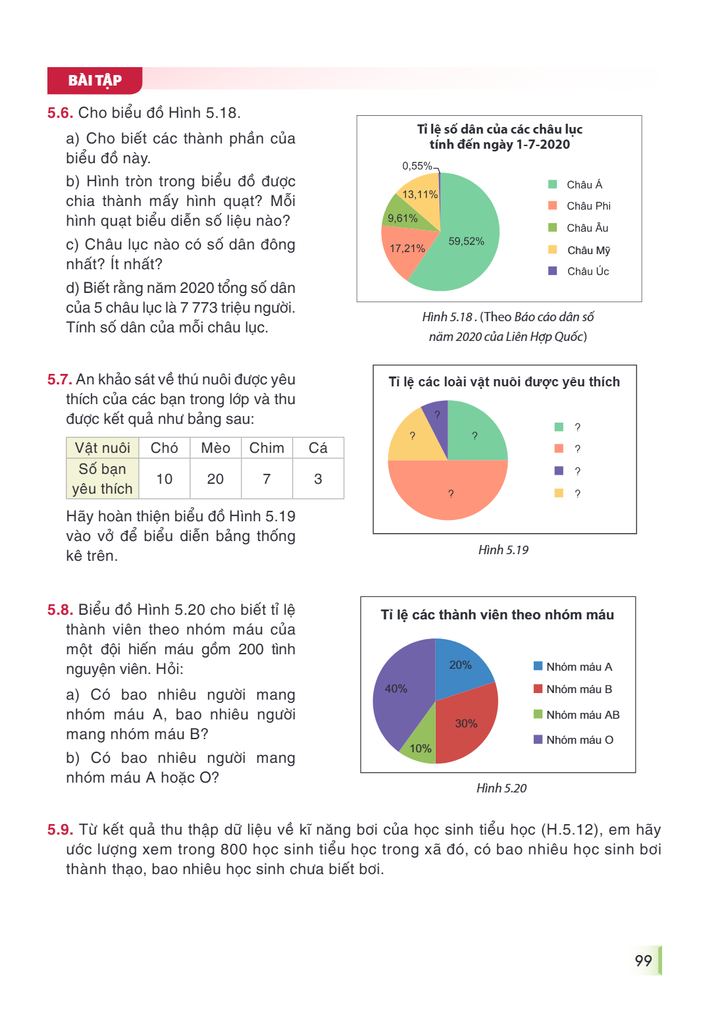 BÀI TẬP
5.6. Cho biểu đồ Hình 5.18.
a) Cho biết các thành phần của
biểu đồ này.
b) Hình tròn trong biểu đồ được
chia thành mấy hình quạt? Mỗi
hình quạt biểu diễn số liệu nào?
c) Châu lục nào có số dân đông
nhất? Ít nhất?
d) Biết rằng năm 2020 tổng số dân
của 5 châu lục là 7 773 triệu người.
Tính số dân của mỗi châu lục.
Tỉ lệ số dân của các châu lục
tính đến ngày 1-7-2020
0,55%
13,11%
9,61%
17,21%
59,52%
Châu Á
Châu Phi
Châu Âu
Châu Mỹ
Châu Úc
Hình 5.18 . (Theo Báo cáo dân số
năm 2020 của Liên Hợp Quốc)
5.7. An khảo sát về thú nuôi được yêu
thích của các bạn trong lớp và thu
được kết quả như bảng sau:
Vật nuôi Chó Mèo Chim Cá
Số bạn
yêu thích 10 20 7 3
Hãy hoàn thiện biểu đồ Hình 5.19
vào vở để biểu diễn bảng thống
kê trên.
Tỉ lệ các loài vật nuôi được yêu thích
?
?
?
?
?
?
?
?
Hình 5.19
5.8. Biểu đồ Hình 5.20 cho biết tỉ lệ
thành viên theo nhóm máu của
một đội hiến máu gồm 200 tình
nguyện viên. Hỏi:
a) Có bao nhiêu người mang
nhóm máu A, bao nhiêu người
mang nhóm máu B?
b) Có bao nhiêu người mang
nhóm máu A hoặc O?
Tỉ lệ các thành viên theo nhóm máu
20%
40%
30%
10%
Nhóm máu A
Nhóm máu B
Nhóm máu AB
Nhóm máu O
Hình 5.20
5.9. Từ kết quả thu thập dữ liệu về kĩ năng bơi của học sinh tiểu học (H.5.12), em hãy
ước lượng xem trong 800 học sinh tiểu học trong xã đó, có bao nhiêu học sinh bơi
thành thạo, bao nhiêu học sinh chưa biết bơi.
99